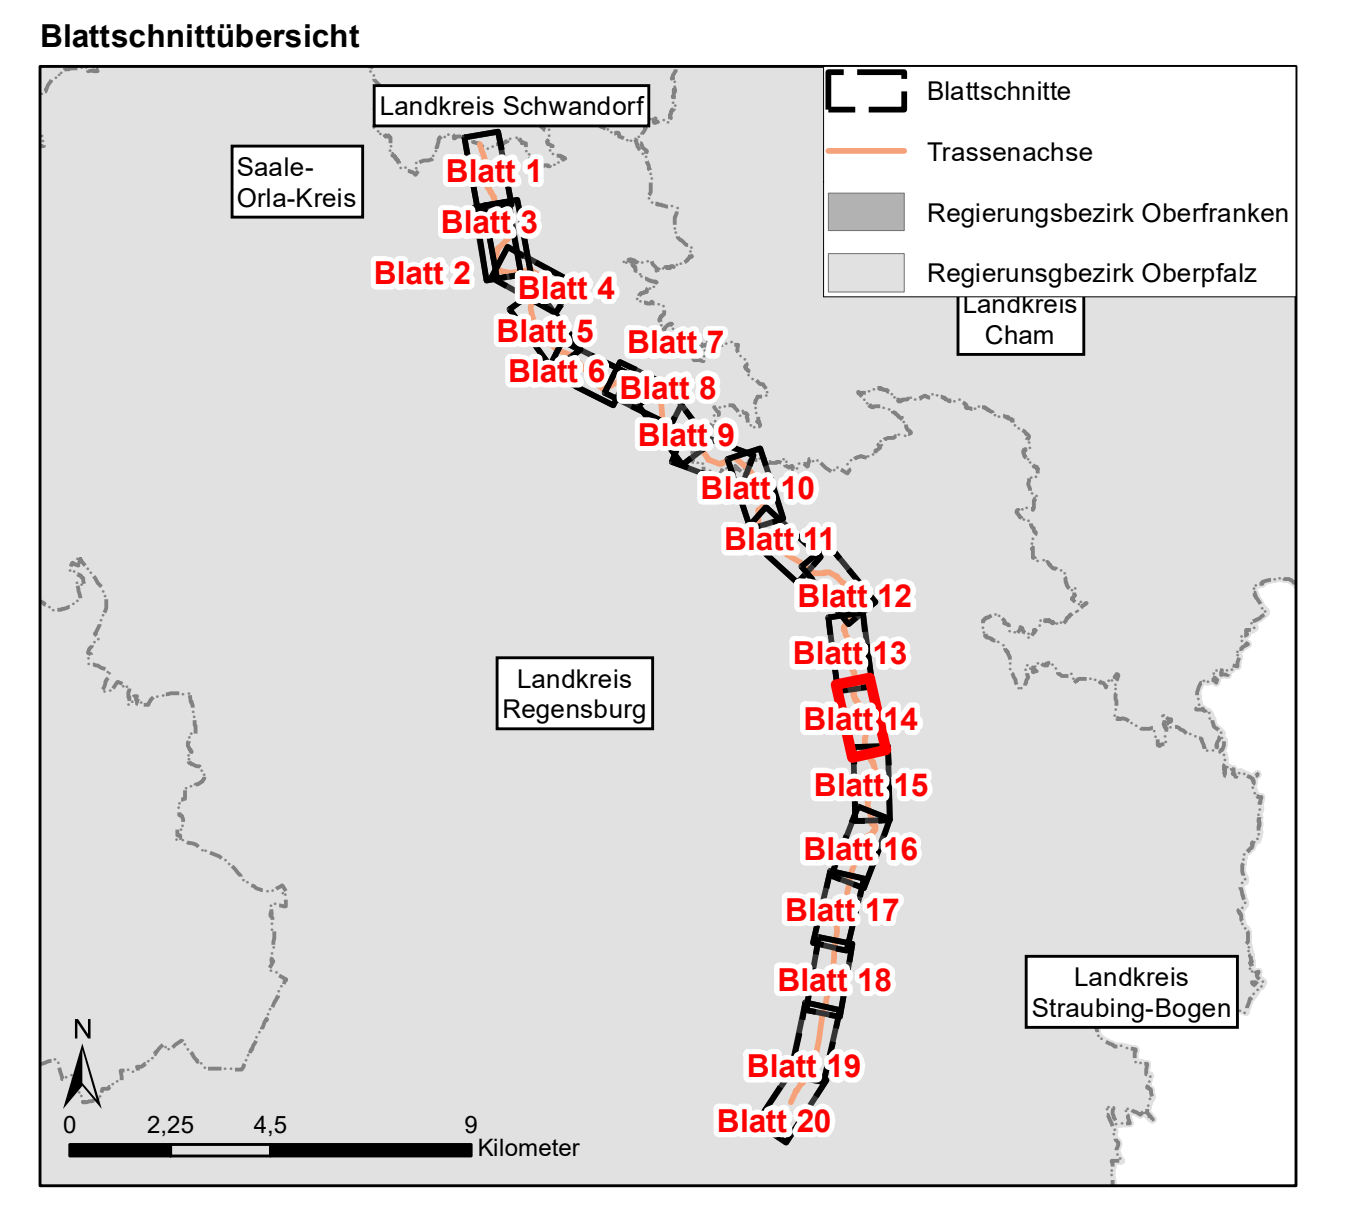 Blattschnittübersicht
Landkreis Schwandorf
Saale-
Orla-Kreis
Blattschnitte
Trassenachse
Regierungsbezirk Oberfranken
Regierunsgbezirk Oberpfalz
Landkreis
Cham
Blatt 1
Blatt 3
Blatt 2
Blatt 4
Blatt 5
Blatt 7
Blatt 6
Blatt 8
Blatt 9
Blatt 10
Blatt 11
Blatt 12
Blatt 13
Landkreis
Regensburg
Blatt 14
Blatt 15
Blatt 16
Blatt 17
Blatt 18
Landkreis
Straubing-Bogen
Blatt 19
Blatt 20
N
0 2,25 4,5 9
Kilometer